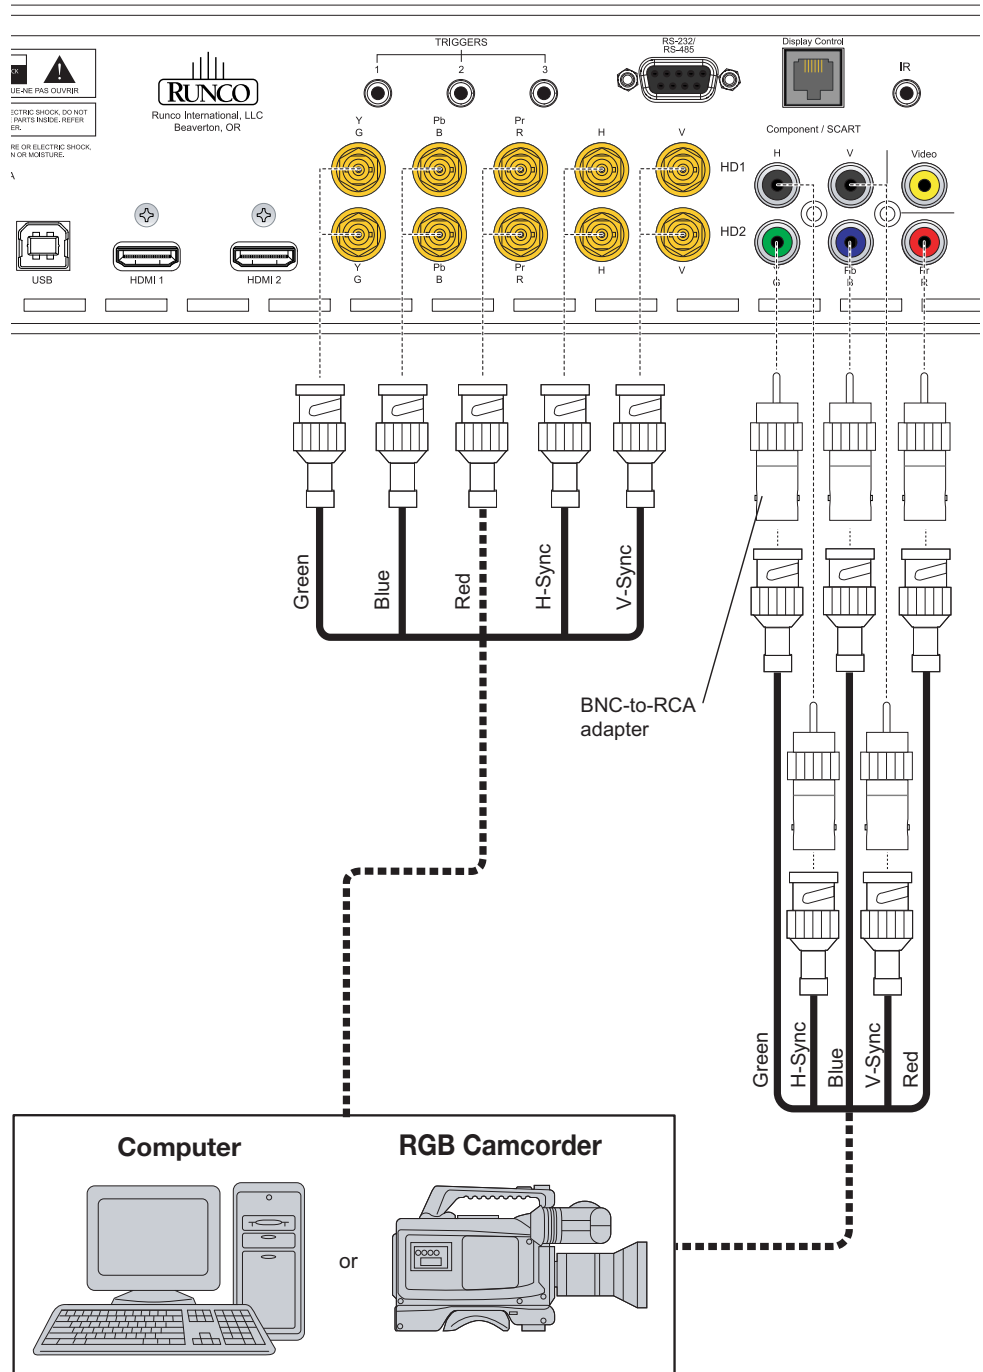 TRIGGERS
1 2 3
RS-232/
RS-485
Display Control
IR
CK
UE-NE PAS OUVRIR
ECTRIC SHOCK, DO NOT
PARTS INSIDE. REFER
ER.
RE OR ELECTRIC SHOCK,
N OR MOISTURE.
A
RUNCO
Runco International, LLC
Beaverton, OR
Y Pb Pr
G B R H V
HD1
HD2
Component / SCART
H V Video
USB
HDMI 1
HDMI 2
Y Pb Pr H V
G B R
Pb Pr
G B R
Green
Blue
Red
H-Sync
V-Sync
BNC-to-RCA
adapter
Green
H-Sync
Blue
V-Sync
Red
Computer
or
RGB Camcorder